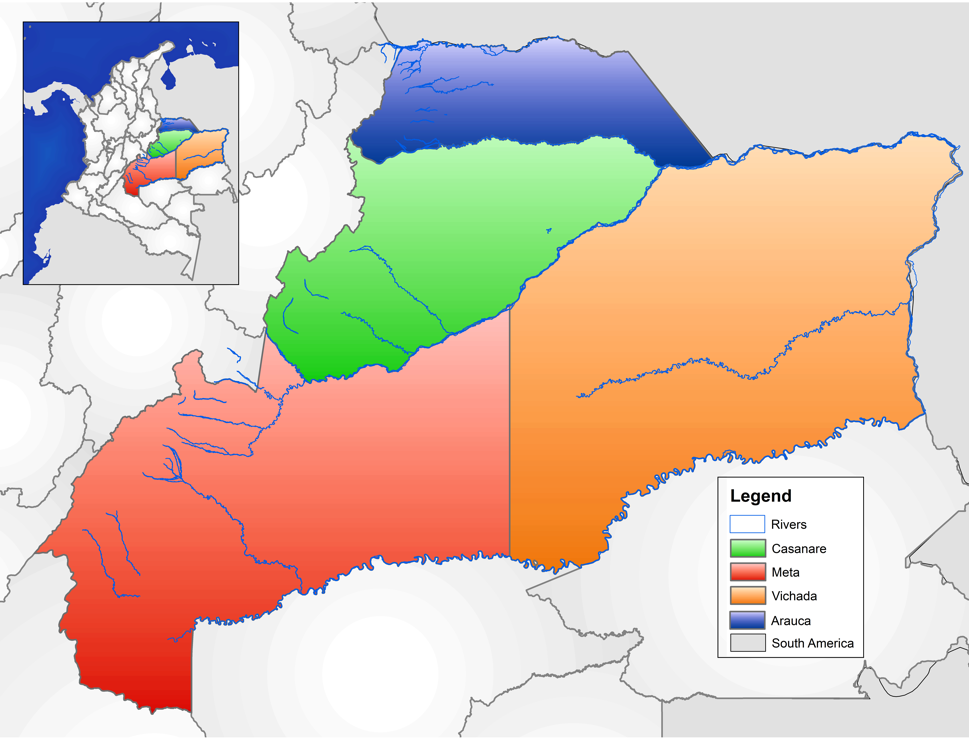 Legend
Rivers
Casanare
Meta
Vichada
Arauca
South America